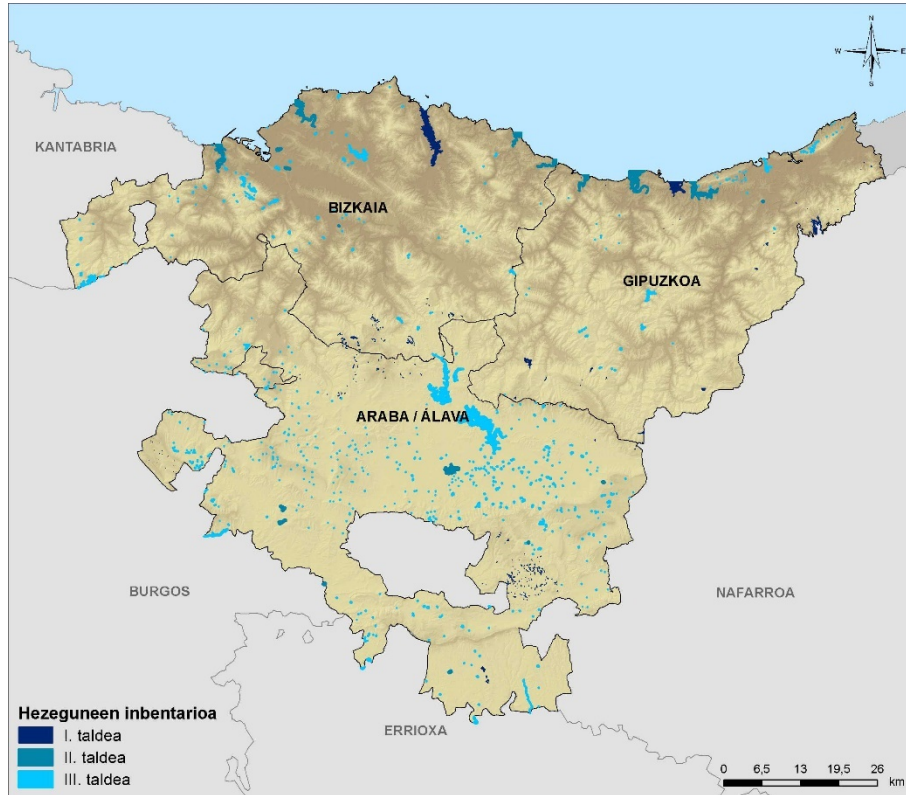 N
W E
S
KANTABRIA
BIZKAIA
GIPUZKOA
ARABA / ÁLAVA
BURGOS
NAFARROA
ERRIOXA
Hezeguneen inbentarioa
I. taldea
II. taldea
III. taldea
0 6,5 13 19,5 26
km